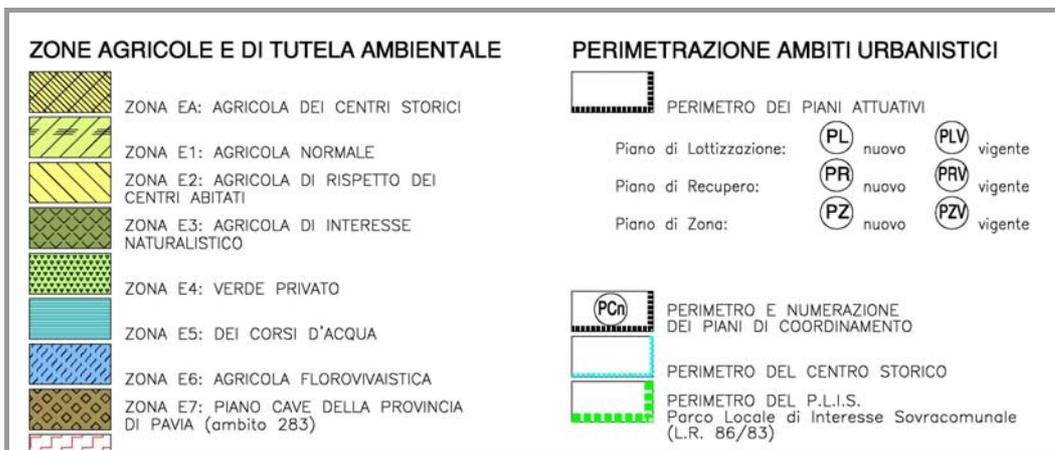 ZONE AGRICOLE E DI TUTELA AMBIENTALE
ZONA EA: AGRICOLA DEI CENTRI STORICI
ZONA E1: AGRICOLA NORMALE
ZONA E2: AGRICOLA DI RISPETTO DEI
CENTRI ABITATI
ZONA E3: AGRICOLA DI INTERESSE
NATURALISTICO
ZONA E4: VERDE PRIVATO
ZONA E5: DEI CORSI D'ACQUA
ZONA E6: AGRICOLA FLOROVIVAISTICA
ZONA E7: PIANO CAVE DELLA PROVINCIA
DI PAVIA (ambito 283)
PERIMETRAZIONE AMBITI URBANISTICI
PERIMETRO DEI PIANI ATTUATIVI
Piano di Lottizzazione: PL nuovo PLV vigente
Piano di Recupero: PR nuovo PRV vigente
Piano di Zona: PZ nuovo PZV vigente
PCn PERIMETRO E NUMERAZIONE
DEI PIANI DI COORDINAMENTO
PERIMETRO DEL CENTRO STORICO
PERIMETRO DEL P.L.I.S.
Parco Locale di Interesse Sovracomunale
(L.R. 86/83)